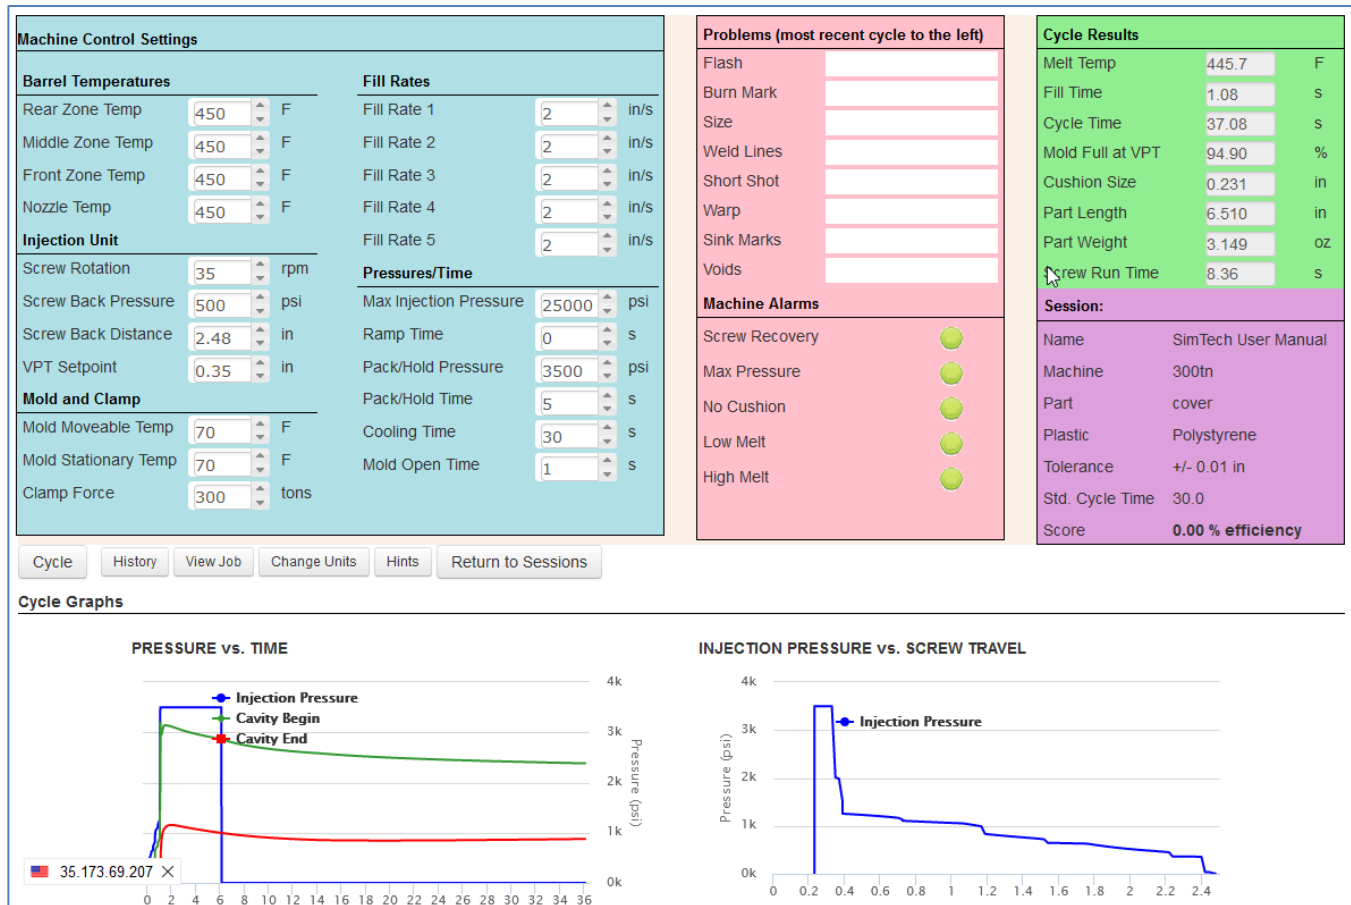 Machine Control Settings
Barrel Temperatures
Rear Zone Temp 450 F
Middle Zone Temp 450 F
Front Zone Temp 450 F
Nozzle Temp 450 F
Injection Unit
Screw Rotation 35 rpm
Screw Back Pressure 500 psi
Screw Back Distance 2.48 in
VPT Setpoint 0.35 in
Mold and Clamp
Mold Moveable Temp 70 F
Mold Stationary Temp 70 F
Clamp Force 300 tons
Fill Rates
Fill Rate 1 2 in/s
Fill Rate 2 2 in/s
Fill Rate 3 2 in/s
Fill Rate 4 2 in/s
Fill Rate 5 2 in/s
Pressures/Time
Max Injection Pressure 25000 psi
Ramp Time 0 s
Pack/Hold Pressure 3500 psi
Pack/Hold Time 5 s
Cooling Time 30 s
Mold Open Time 1 s
Problems (most recent cycle to the left)
Flash
Burn Mark
Size
Weld Lines
Short Shot
Warp
Sink Marks
Voids
Machine Alarms
Screw Recovery
Max Pressure
No Cushion
Low Melt
High Melt
Cycle Results
Melt Temp 445.7 F
Fill Time 1.08 s
Cycle Time 37.08 s
Mold Full at VPT 94.90 %
Cushion Size 0.231 in
Part Length 6.510 in
Part Weight 3.149 oz
Screw Run Time 8.36 s
Session:
Name SimTech User Manual
Machine 300tn
Part cover
Plastic Polystyrene
Tolerance +/- 0.01 in
Std. Cycle Time 30.0
Score 0.00 % efficiency
Cycle History View Job Change Units Hints Return to Sessions
Cycle Graphs
PRESSURE vs. TIME
4k
3k
2k
1k
0k
Pressure (psi)
Injection Pressure
Cavity Begin
Cavity End
35.173.69.207 ×
0 2 4 6 8 10 12 14 16 18 20 22 24 26 28 30 32 34 36
INJECTION PRESSURE vs. SCREW TRAVEL
4k
3k
2k
1k
0k
Pressure (psi)
Injection Pressure
0 0.2 0.4 0.6 0.8 1 1.2 1.4 1.6 1.8 2 2.2 2.4